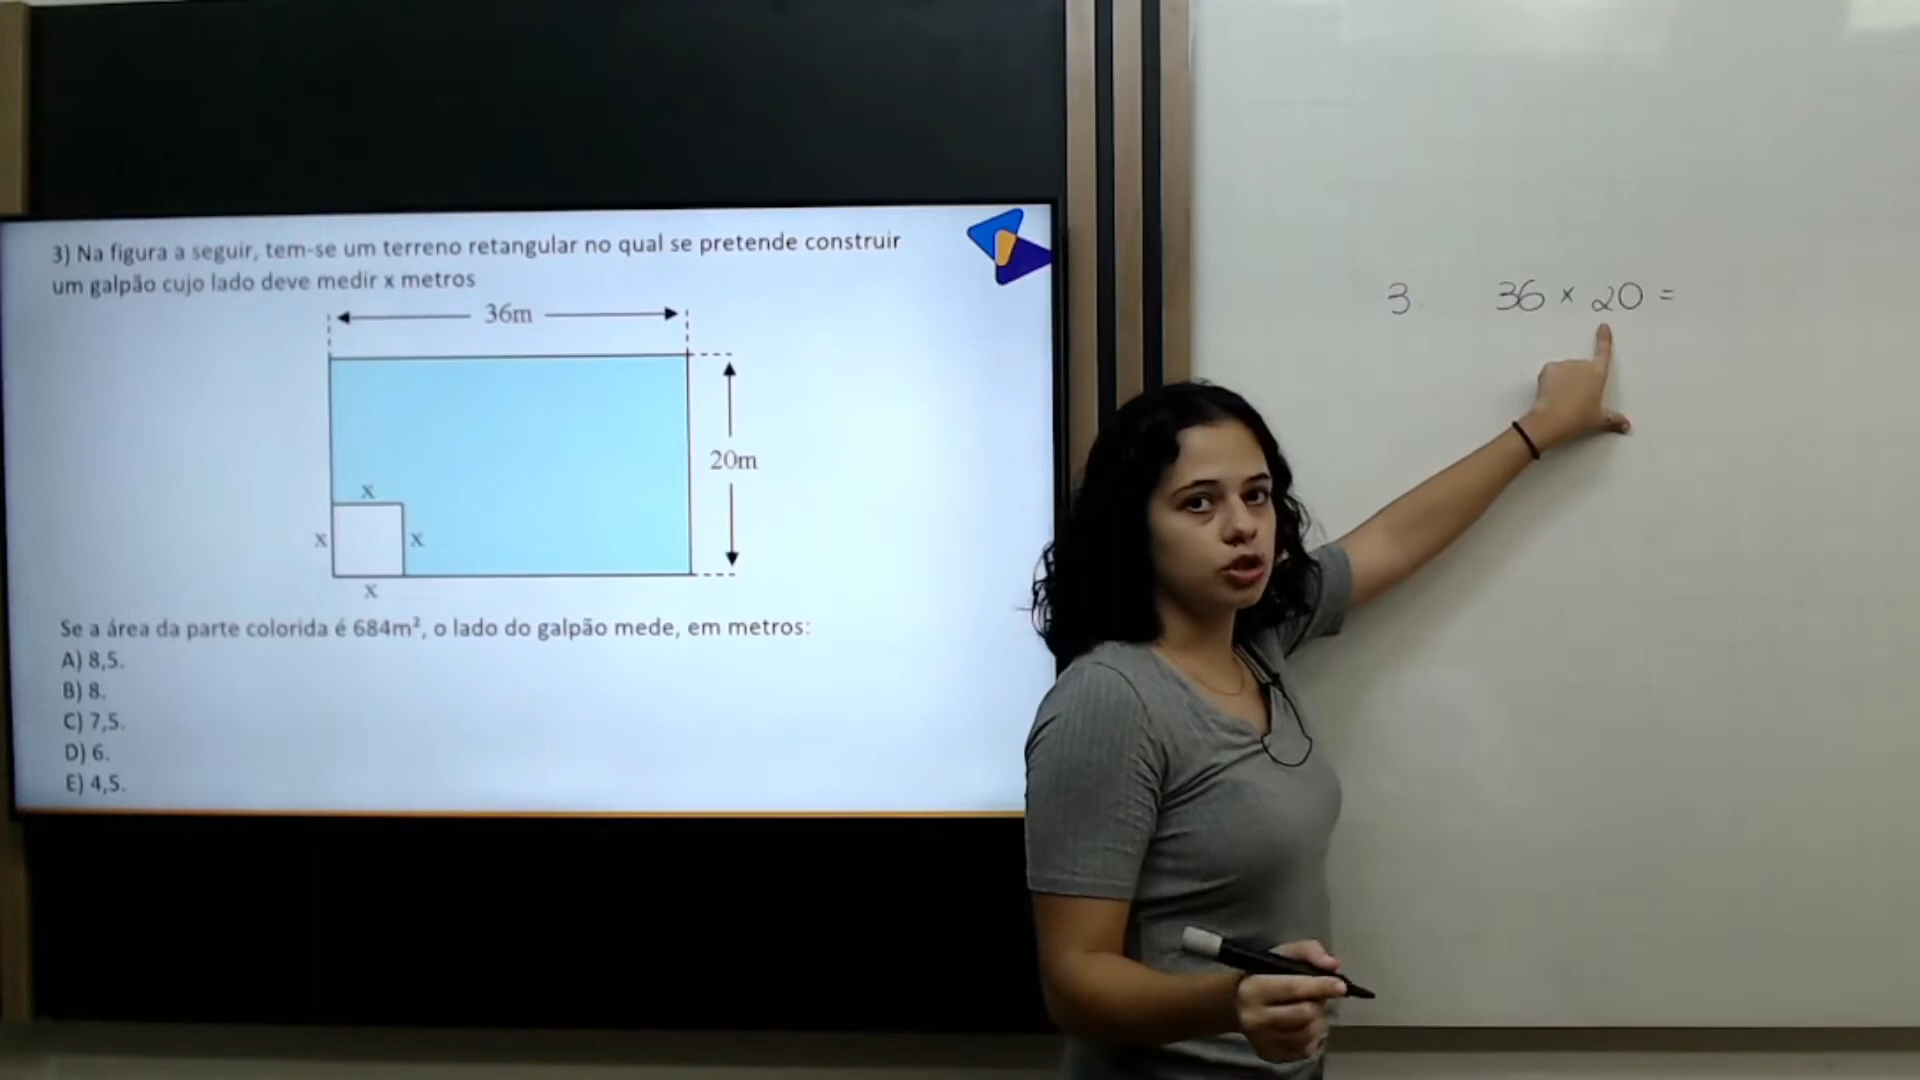 3) Na figura a seguir, tem-se um terreno retangular no qual se pretende construir
um galpão cujo lado deve medir x metros
36m
20m
x
x
x
x
Se a área da parte colorida é 684m², o lado do galpão mede, em metros:
A) 8,5.
B) 8.
C) 7,5.
D) 6.
E) 4,5.
3. 36 × 20 =